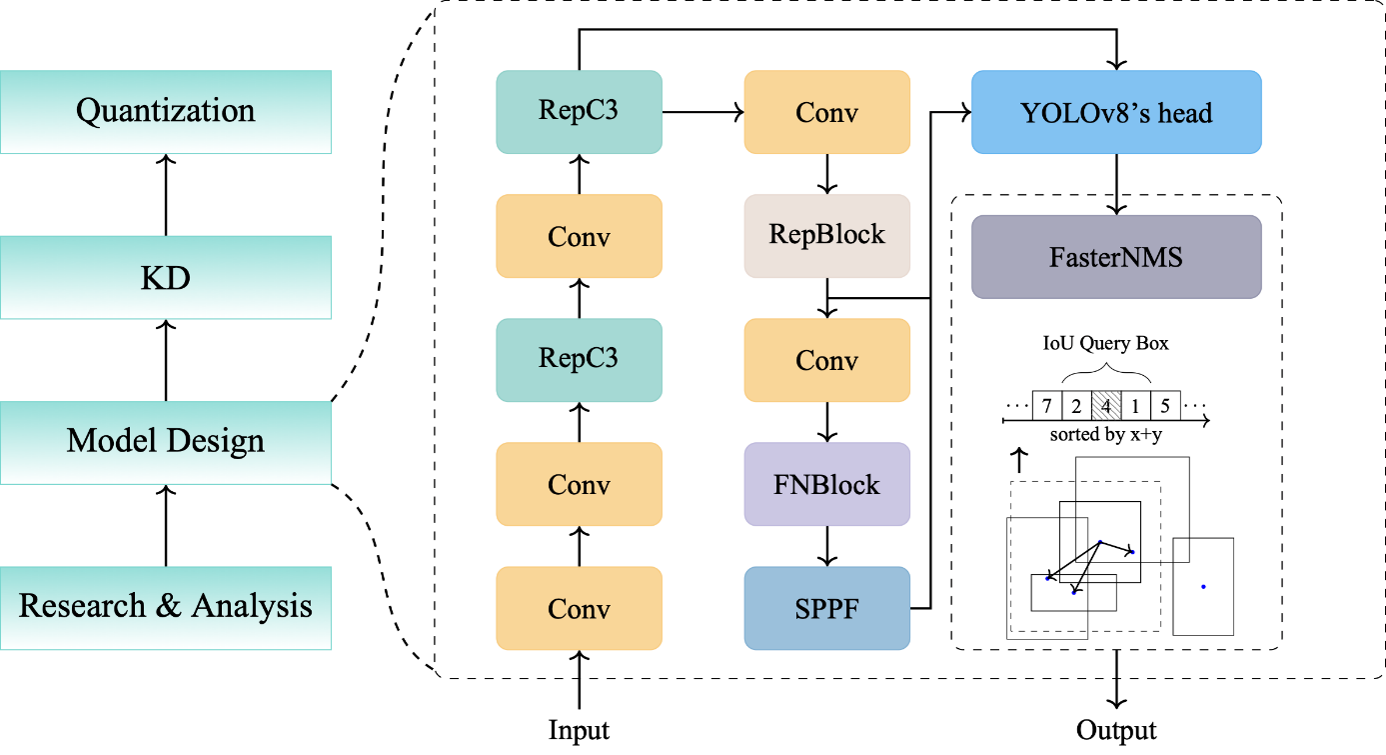 Quantization
KD
Model Design
Research & Analysis
RepC3
Conv
RepC3
Conv
Conv
Input
Conv
RepBlock
Conv
FNBlock
SPPF
YOLOv8’s head
FasterNMS
IoU Query Box
··· 7 2 4 1 5 ···
sorted by x+y
Output